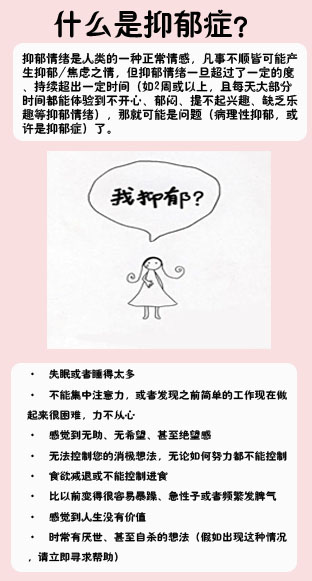 什么是抑郁症?
抑郁情绪是人类的一种正常情感，凡事不顺皆可能产
生抑郁/焦虑之情，但抑郁情绪一旦超过了一定的度
、持续超出一定时间（如2周或以上，且每天大部分
时间都能体验到不开心、郁闷、提不起兴趣、缺乏乐
趣等抑郁情绪），那就可能是问题（病理性抑郁，或
许是抑郁症）了。
我抑郁?
· 失眠或者睡得太多
· 不能集中注意力，或者发现之前简单的工作现在做
起来很困难，力不从心
· 感觉到无助、无希望、甚至绝望感
· 无法控制您的消极想法，无论如何努力都不能控制
· 食欲减退或不能控制进食
· 比以前变得很容易暴躁、急性子或者频繁发脾气
· 感觉到人生没有价值
· 时常有厌世、甚至自杀的想法（假如出现这种情况
，请立即寻求帮助）